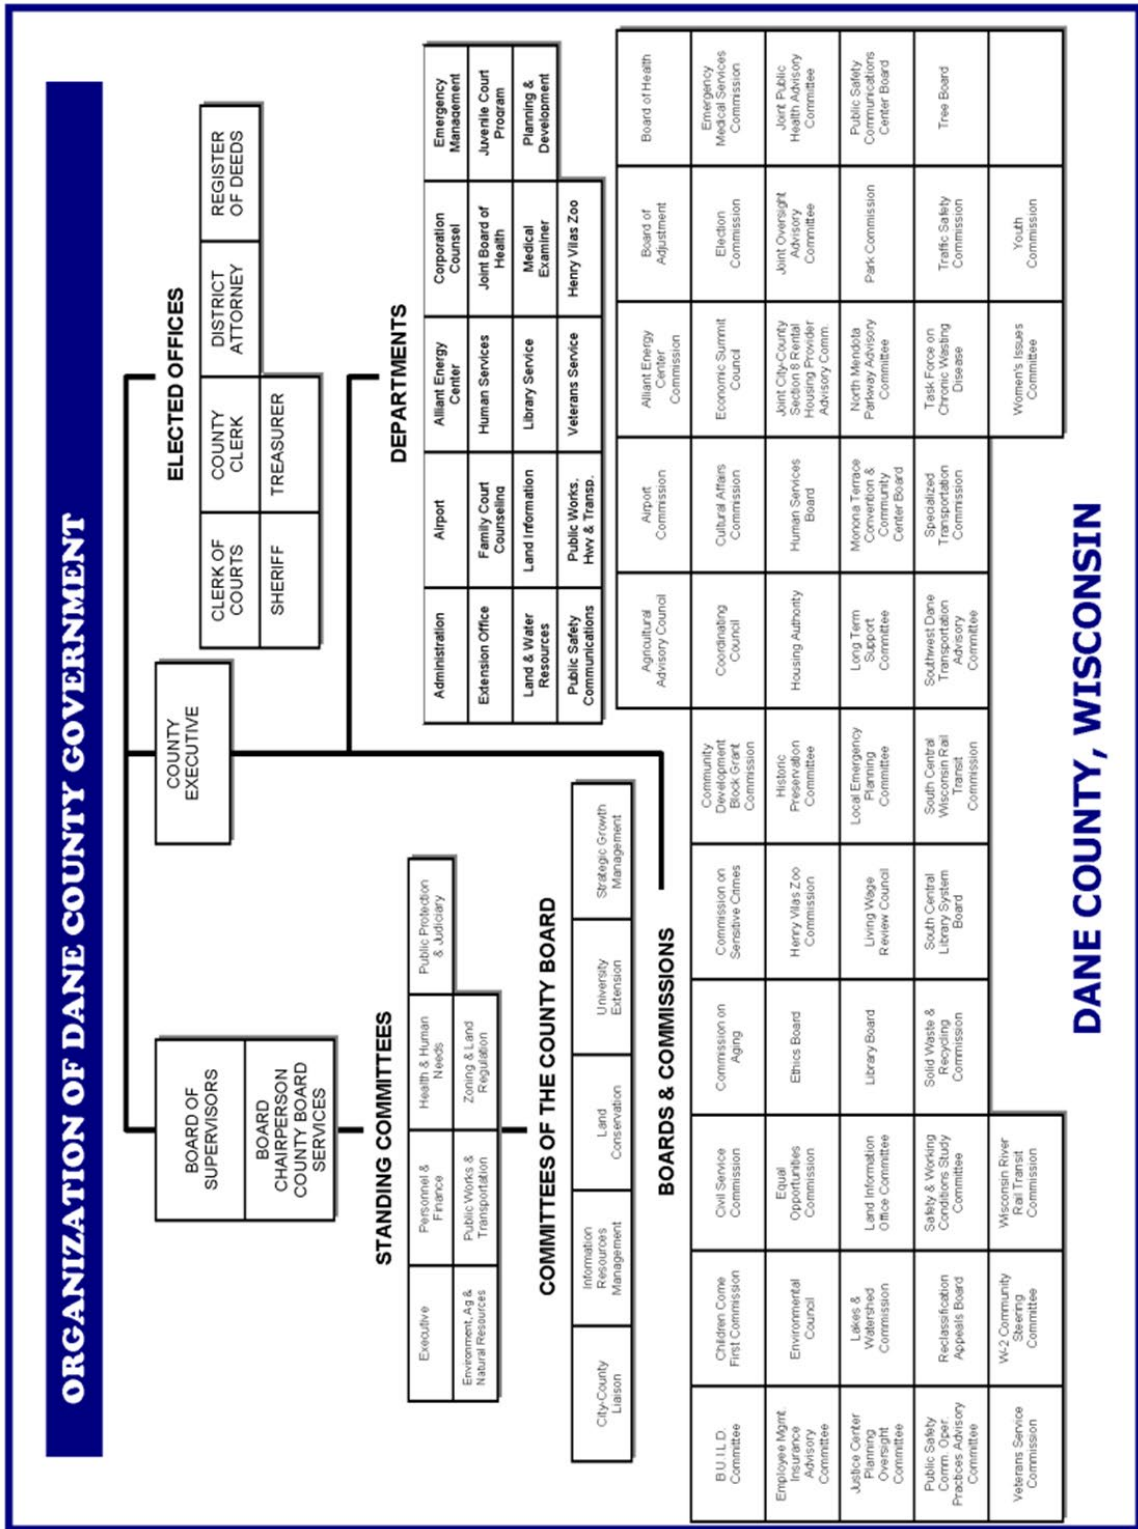 ORGANIZATION OF DANE COUNTY GOVERNMENT
BOARD OF
SUPERVISORS
BOARD
CHAIRPERSON
COUNTY BOARD
SERVICES
COUNTY
EXECUTIVE
ELECTED OFFICES
CLERK OF
COURTS
COUNTY
CLERK
DISTRICT
ATTORNEY
REGISTER
OF DEEDS
SHERIFF
TREASURER
STANDING COMMITTEES
Executive
Personnel &
Finance
Health & Human
Needs
Public Protection
& Judiciary
Environment, Ag &
Natural Resources
Public Works &
Transportation
Zoning & Land
Regulation
COMMITTEES OF THE COUNTY BOARD
City-County
Liaison
Information
Resources
Management
Land
Conservation
University
Extension
Strategic Growth
Management
DEPARTMENTS
Administration
Airport
Alliant Energy
Center
Corporation
Counsel
Emergency
Management
Extension Office
Family Court
Counseling
Human Services
Joint Board of
Health
Juvenile Court
Program
Land & Water
Resources
Land Information
Library Service
Medical
Examiner
Planning &
Development
Public Safety
Communications
Public Works,
Hwy & Transp.
Veterans Service
Henry Vilas Zoo
BOARDS & COMMISSIONS
Agricultural
Advisory Council
Airport
Commission
Alliant Energy
Center
Commission
Board of
Adjustment
Board of Health
B.U.I.L.D.
Committee
Children Come
First Commission
Civil Service
Commission
Commission on
Aging
Commission on
Sensitive Crimes
Community
Development
Block Grant
Commission
Coordinating
Council
Cultural Affairs
Commission
Economic Summit
Council
Election
Commission
Emergency
Medical Services
Commission
Employee Mgmt.
Insurance
Advisory
Committee
Environmental
Council
Equal
Opportunities
Commission
Ethics Board
Henry Vilas Zoo
Commission
Historic
Preservation
Committee
Housing Authority
Human Services
Board
Joint City-County
Section 8 Rental
Housing Provider
Advisory Comm.
Joint Oversight
Advisory
Committee
Joint Public
Health Advisory
Committee
Justice Center
Planning
Oversight
Committee
Lakes &
Watershed
Commission
Land Information
Office Committee
Library Board
Living Wage
Review Council
Local Emergency
Planning
Committee
Long Term
Support
Committee
Monona Terrace
Convention &
Community
Center Board
North Mendota
Parkway Advisory
Committee
Park Commission
Public Safety
Communications
Center Board
Public Safety
Comm. Oper.
Practices Advisory
Committee
Reclassification
Appeals Board
Safety & Working
Conditions Study
Committee
Solid Waste &
Recycling
Commission
South Central
Library System
Board
South Central
Wisconsin Rail
Transit
Commission
Southwest Dane
Transportation
Advisory
Committee
Specialized
Transportation
Commission
Task Force on
Chronic Wasting
Disease
Traffic Safety
Commission
Tree Board
Veterans Service
Commission
W-2 Community
Steering
Committee
Wisconsin River
Rail Transit
Commission
Women's Issues
Committee
Youth
Commission
DANE COUNTY, WISCONSIN